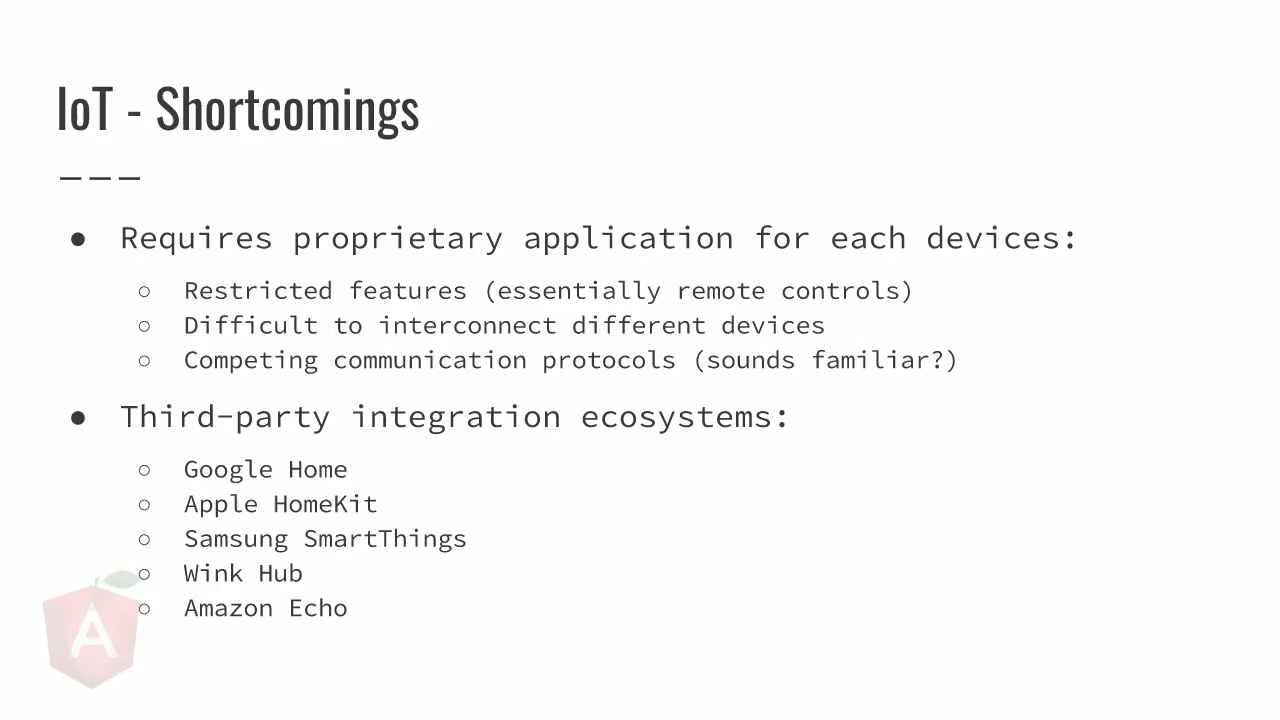 IoT - Shortcomings
● Requires proprietary application for each devices:
○ Restricted features (essentially remote controls)
○ Difficult to interconnect different devices
○ Competing communication protocols (sounds familiar?)
● Third-party integration ecosystems:
○ Google Home
○ Apple HomeKit
○ Samsung SmartThings
○ Wink Hub
○ Amazon Echo
A